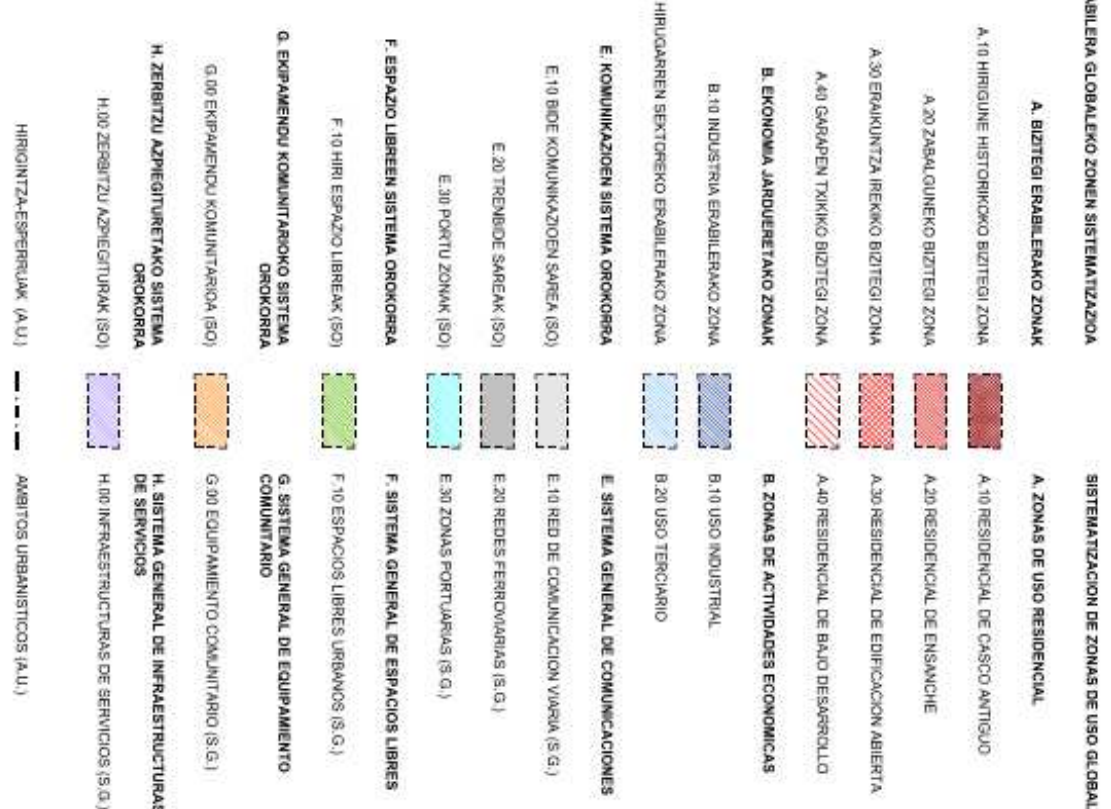 ABILERA GLOBALEKO ZONEN SISTEMATIZAZIOA
SISTEMATIZACION DE ZONAS DE USO GLOBAL
A. BIZITEGI ERABILERAKO ZONAK
A. ZONAS DE USO RESIDENCIAL
A.10 HIRIGUNE HISTORIKOKO BIZITEGI ZONA
A.10 RESIDENCIAL DE CASCO ANTIGUO
A.20 ZABALGUNEKO BIZITEGI ZONA
A.20 RESIDENCIAL DE ENSANCHE
A.30 ERAIKUNTZA IREKIKO BIZITEGI ZONA
A.30 RESIDENCIAL DE EDIFICACION ABIERTA
A.40 GARAPEN TXIKIKO BIZITEGI ZONA
A.40 RESIDENCIAL DE BAJO DESARROLLO
B. EKONOMIA JARDUERETAKO ZONAK
B. ZONAS DE ACTIVIDADES ECONOMICAS
B.10 INDUSTRIA ERABILERAKO ZONA
B.10 USO INDUSTRIAL
HIRUGARREN SEKTOREKO ERABILERAKO ZONA
B.20 USO TERCIARIO
E. KOMUNIKAZIOEN SISTEMA OROKORRA
E. SISTEMA GENERAL DE COMUNICACIONES
E.10 BIDE KOMUNIKAZIOEN SAREA (SO)
E.10 RED DE COMUNICACION VIARIA (S.G.)
E.20 TRENBIDE SAREAK (SO)
E.20 REDES FERROVIARIAS (S.G.)
E.30 PORTU ZONAK (SO)
E.30 ZONAS PORTUARIAS (S.G.)
F. ESPAZIO LIBREEN SISTEMA OROKORRA
F. SISTEMA GENERAL DE ESPACIOS LIBRES
F.10 HIRI ESPAZIO LIBREAK (SO)
F.10 ESPACIOS LIBRES URBANOS (S.G.)
G. EKIPAMENDU KOMUNITARIOKO SISTEMA
OROKORRA
G. SISTEMA GENERAL DE EQUIPAMIENTO
COMUNITARIO
G.00 EKIPAMENDU KOMUNITARIOA (SO)
G.00 EQUIPAMIENTO COMUNITARIO (S.G.)
H. ZERBITZU AZPIEGITURETAKO SISTEMA
OROKORRA
H. SISTEMA GENERAL DE INFRAESTRUCTURAS
DE SERVICIOS
H.00 ZERBITZU AZPIEGITURAK (SO)
H.00 INFRAESTRUCTURAS DE SERVICIOS (S.G.)
HIRIGINTZA-ESPERRUAK (A.U.)
AMBITOS URBANISTICOS (A.U.)